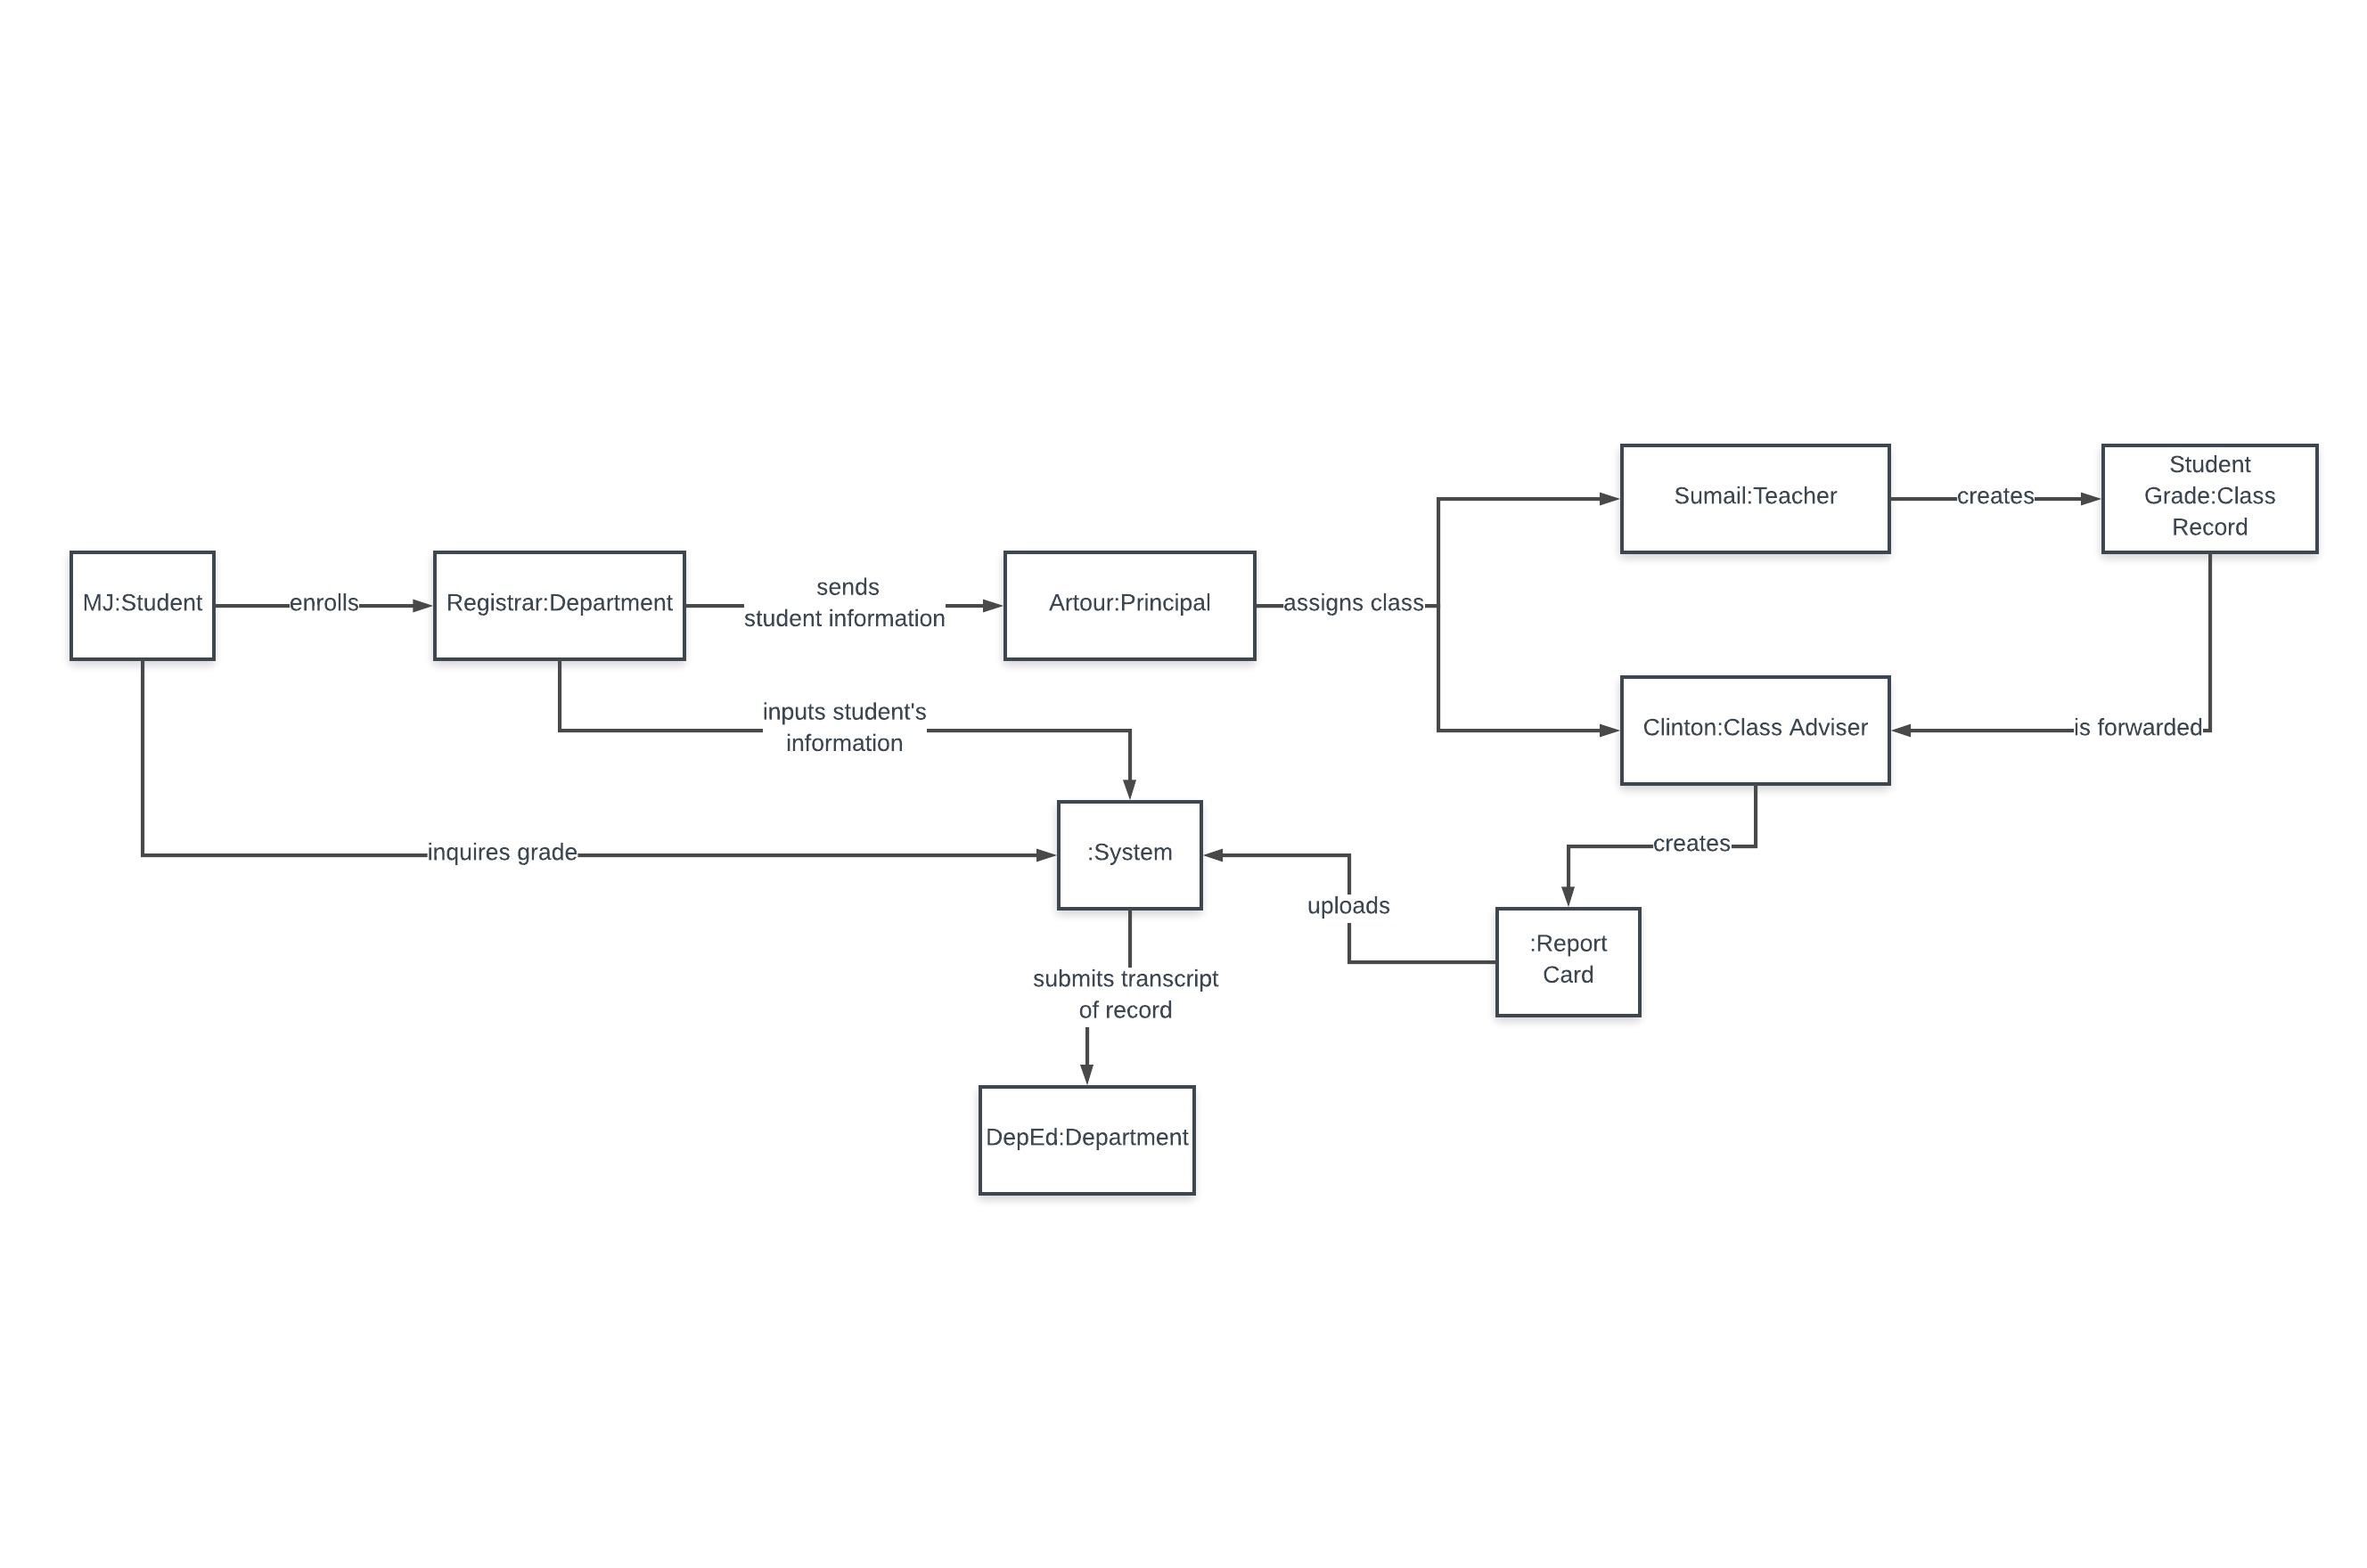 Student
Grade:Class
Record
Sumail:Teacher
creates
MJ:Student
enrolls
Registrar:Department
sends
student information
Artour:Principal
assigns class
inputs student's
information
Clinton:Class Adviser
is forwarded
inquires grade
:System
creates
uploads
:Report
Card
submits transcript
of record
DepEd:Department